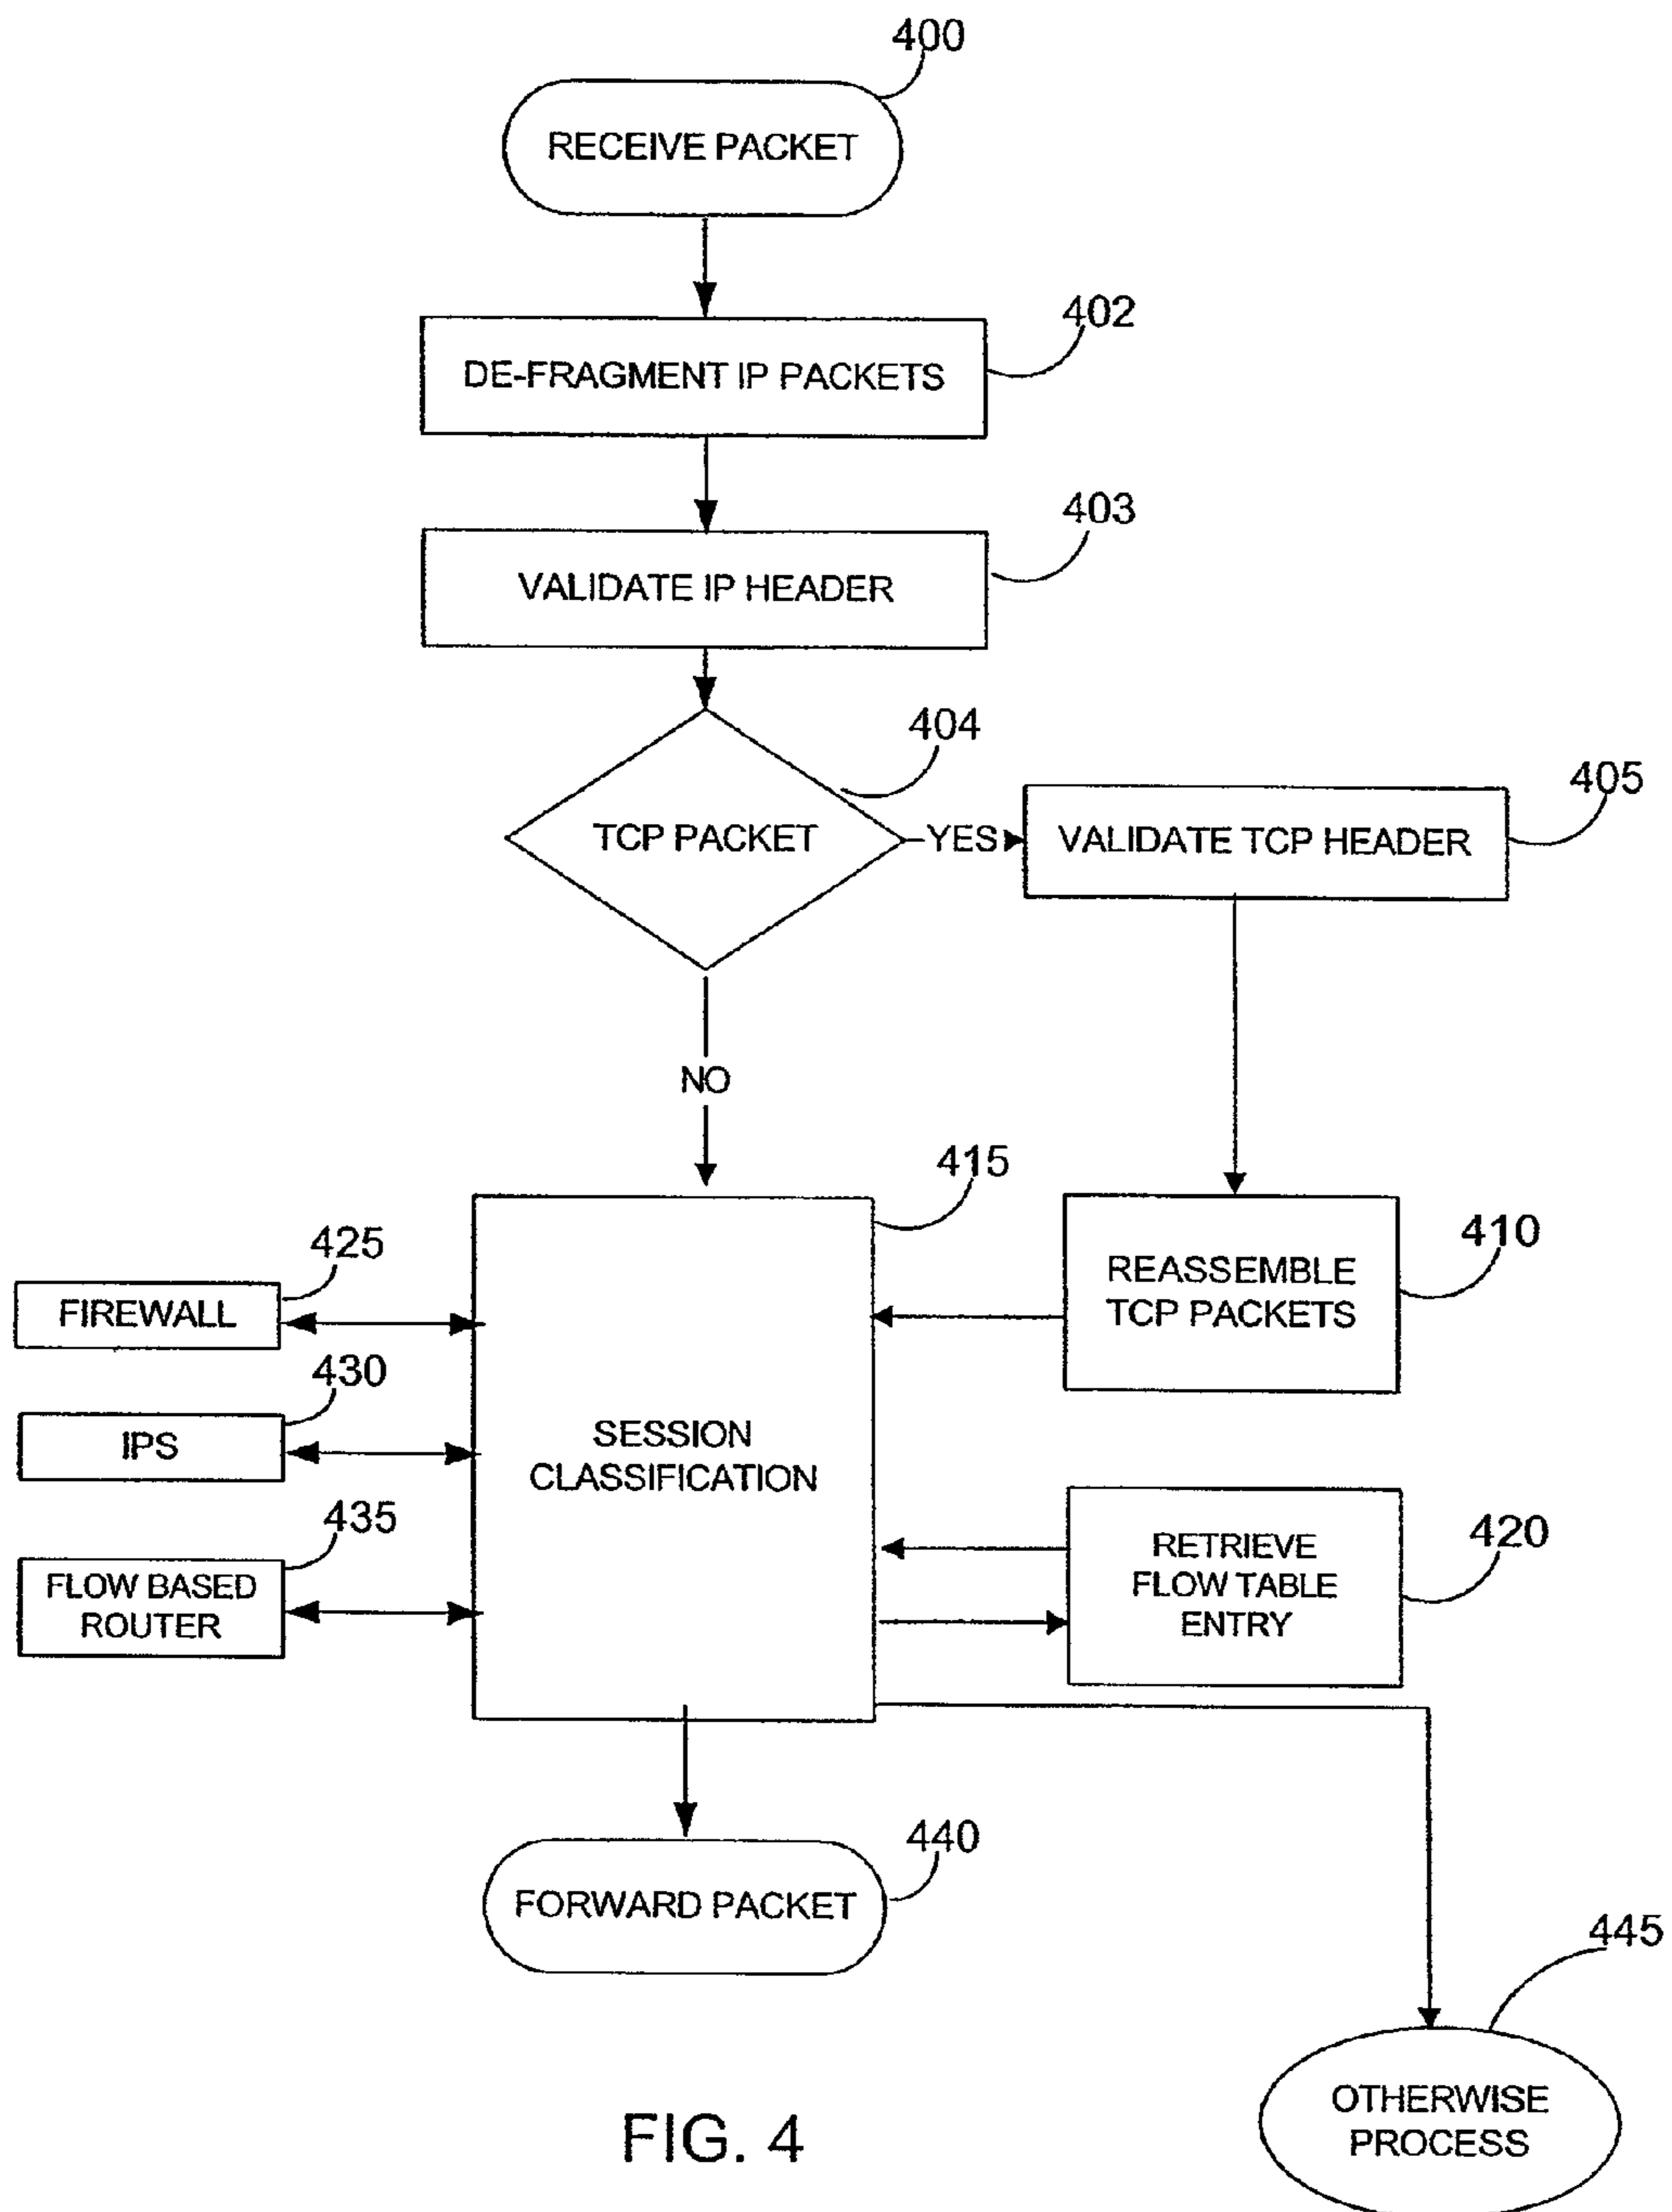 400
RECEIVE PACKET
402
DE-FRAGMENT IP PACKETS
403
VALIDATE IP HEADER
404
TCP PACKET
YES
405
VALIDATE TCP HEADER
NO
415
410
REASSEMBLE
TCP PACKETS
425
FIREWALL
430
IPS
SESSION
CLASSIFICATION
435
FLOW BASED
ROUTER
420
RETRIEVE
FLOW TABLE
ENTRY
440
FORWARD PACKET
445
OTHERWISE
PROCESS
FIG. 4